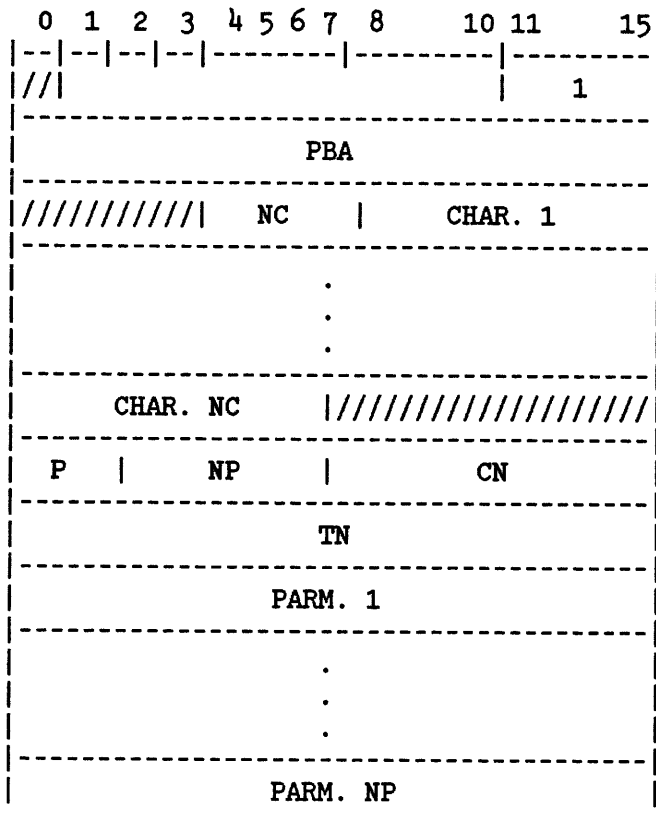 0 1 2 3 4 5 6 7 8 10 11 15
|--|--|--|--|---------|----------|----------
|//| | 1
----------------------------------------
PBA
----------------------------------------
|///////////| NC | CHAR. 1
----------------------------------------
.
.
.
----------------------------------------
CHAR. NC |////////////////////
----------------------------------------
P | NP | CN
----------------------------------------
TN
----------------------------------------
PARM. 1
----------------------------------------
.
.
.
----------------------------------------
PARM. NP